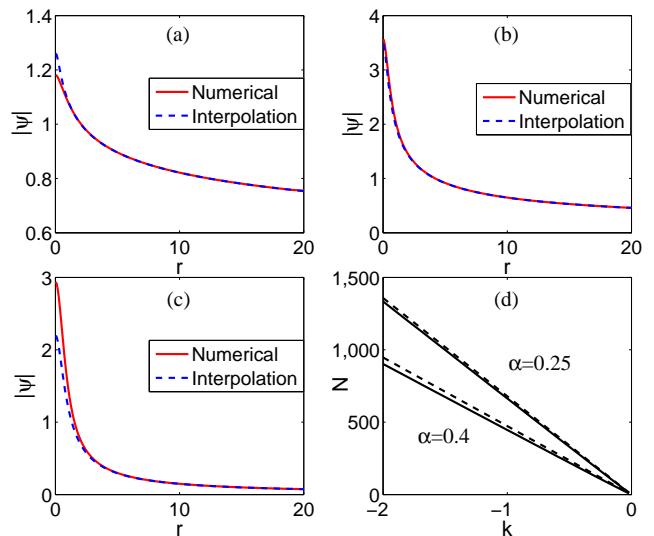 (a)
1.4
1.2
1
0.8
0.6
|ψ|
Numerical
Interpolation
0 10 20
r
(b)
4
3
2
1
0
|ψ|
Numerical
Interpolation
0 10 20
r
(c)
3
2
1
0
|ψ|
Numerical
Interpolation
0 10 20
r
(d)
1,500
1,000
500
0
N
α=0.25
α=0.4
−2 −1 0
k